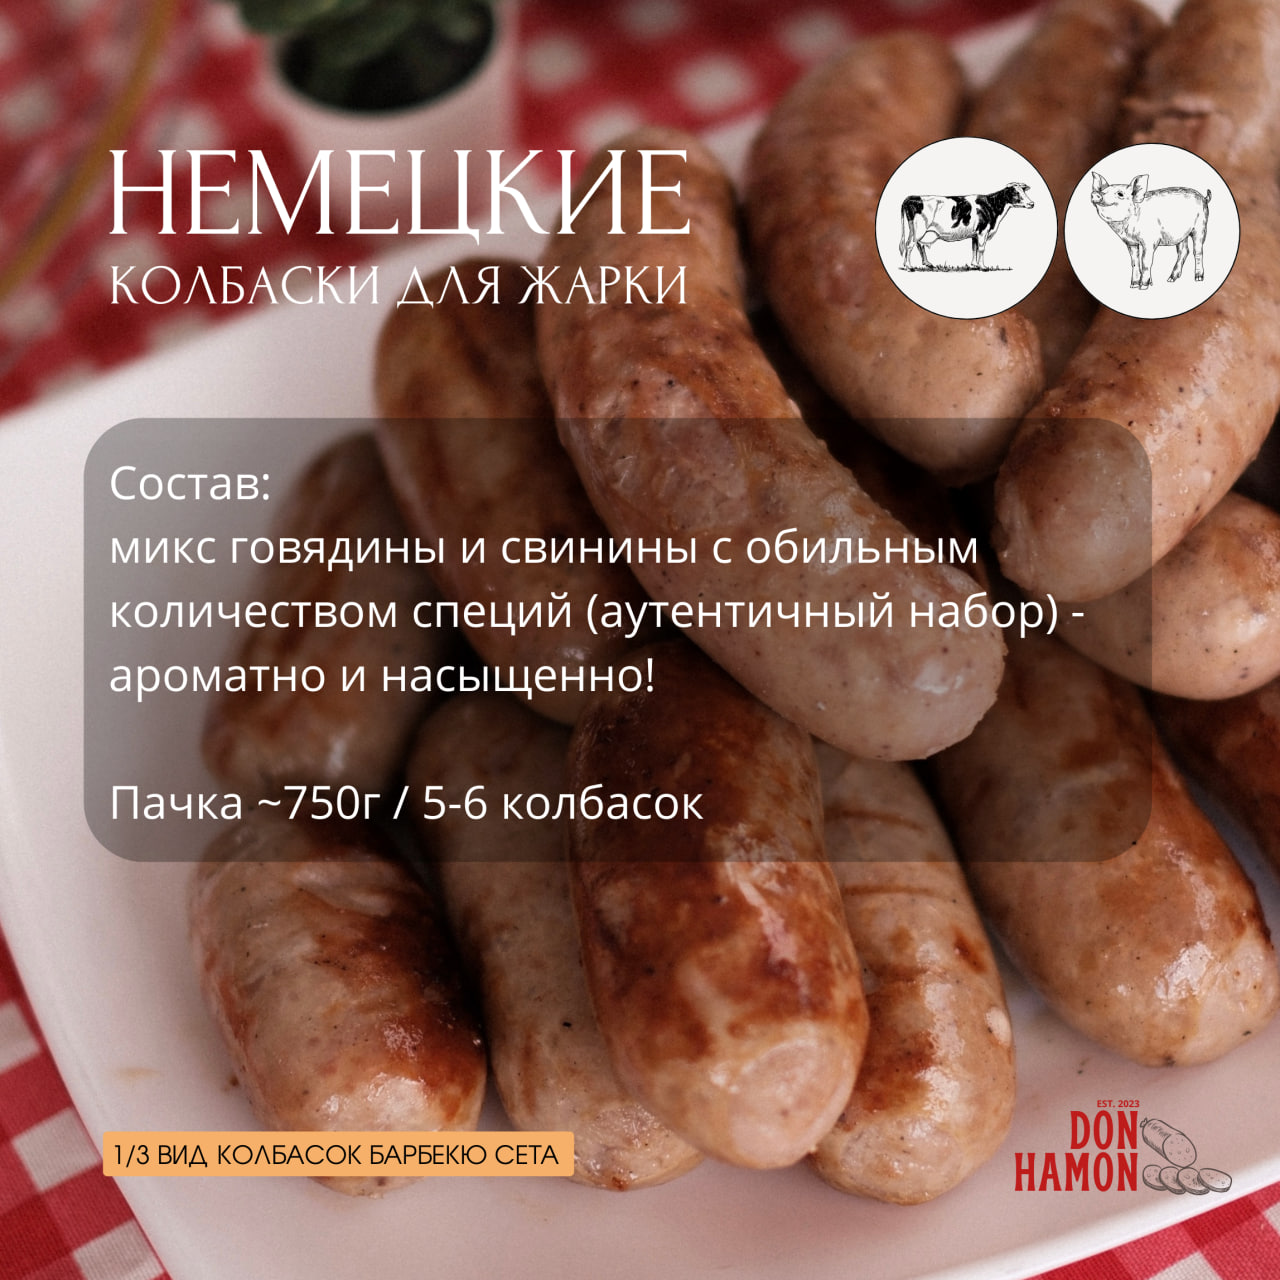 НЕМЕЦКИЕ
КОЛБАСКИ ДЛЯ ЖАРКИ
Состав:
микс говядины и свинины с обильным
количеством специй (аутентичный набор) -
ароматно и насыщенно!
Пачка ~750г / 5-6 колбасок
1/3 ВИД КОЛБАСОК БАРБЕКЮ СЕТА
EST. 2023
DON
HAMON